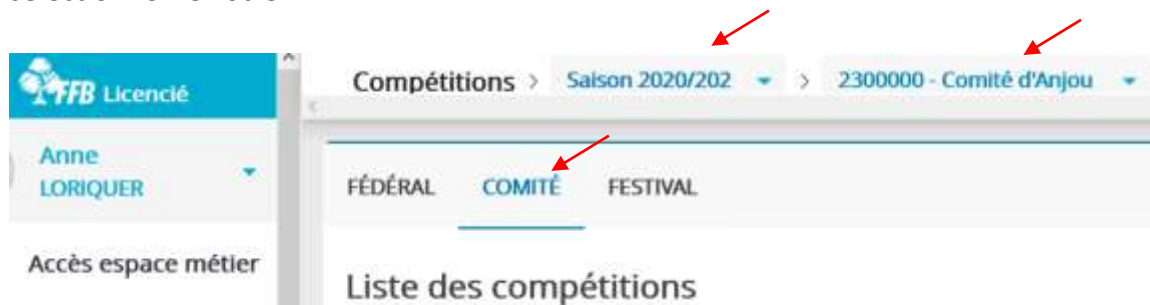 FFB Licencié
Compétitions > Saison 2020/202 > 2300000 - Comité d'Anjou
Anne
LORIQUER
FÉDÉRAL COMITÉ FESTIVAL
Accès espace métier
Liste des compétitions